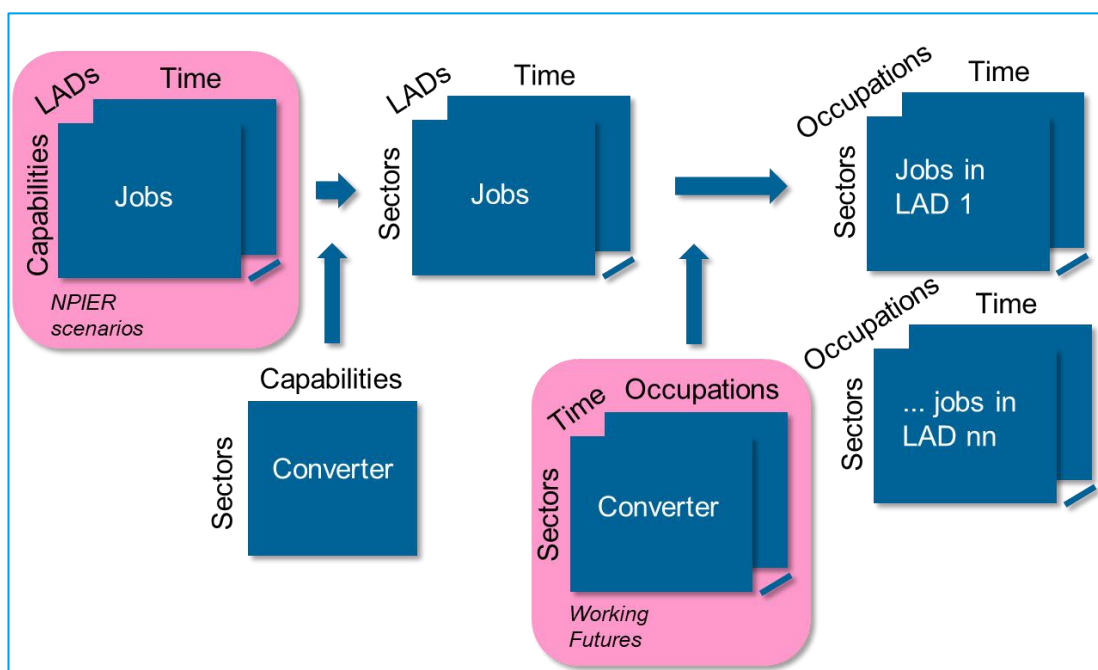 LADs
Time
Capabilities
Jobs
NPIER
scenarios
LADs
Time
Sectors
Jobs
Occupations
Time
Sectors
Jobs in
LAD 1
Capabilities
Sectors
Converter
Time
Occupations
Sectors
Converter
Working
Futures
Occupations
Time
Sectors
... jobs in
LAD nn